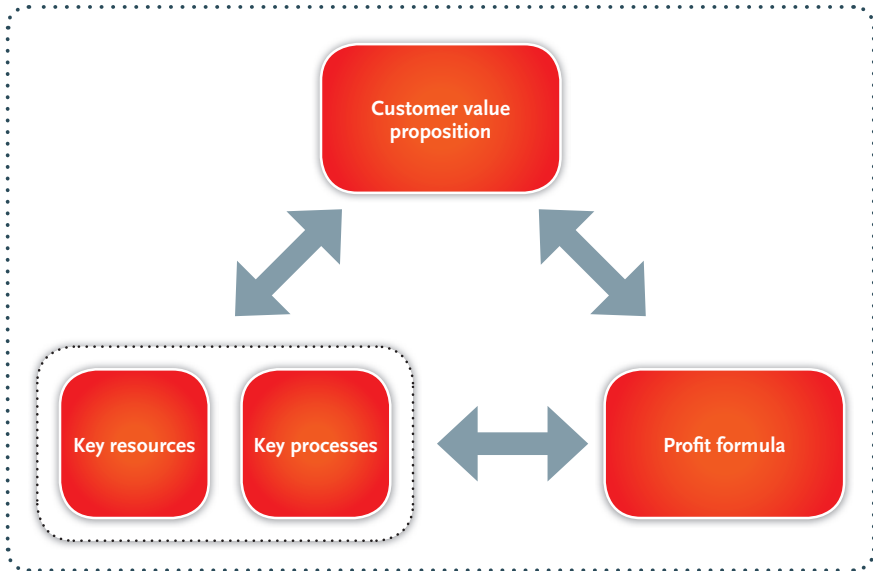 Customer value
proposition
Key resources
Key processes
Profit formula